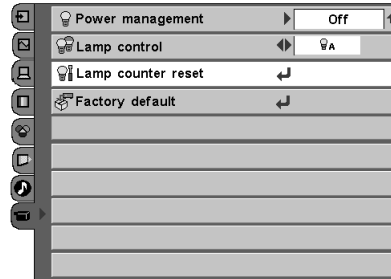 Power management Off
Lamp control A
Lamp counter reset
Factory default